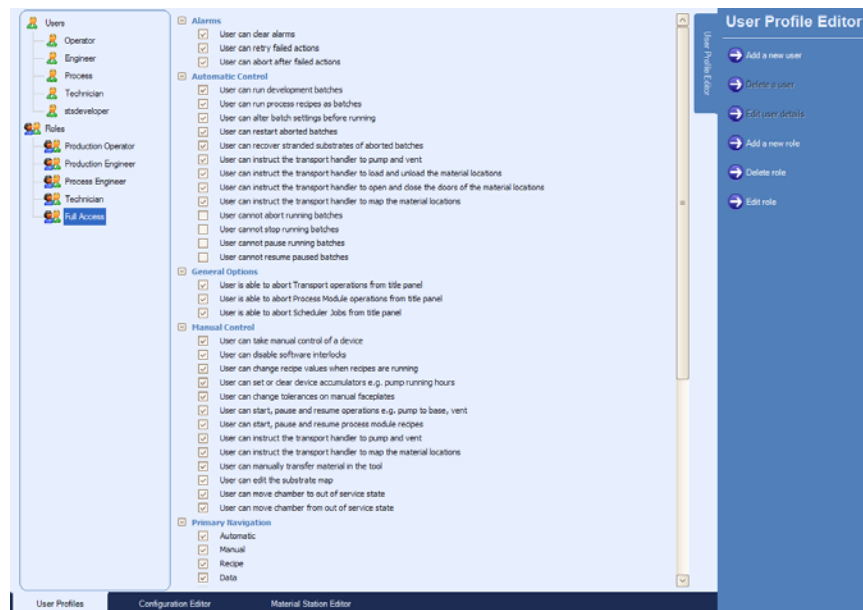 Users
Operator
Engineer
Process
Technician
stsdeveloper
Roles
Production Operator
Production Engineer
Process Engineer
Technician
Full Access
Alarms
User can clear alarms
User can retry failed actions
User can abort after failed actions
Automatic Control
User can run development batches
User can run process recipes as batches
User can alter batch settings before running
User can restart aborted batches
User can recover stranded substrates of aborted batches
User can instruct the transport handler to pump and vent
User can instruct the transport handler to load and unload the material locations
User can instruct the transport handler to open and close the doors of the material locations
User can instruct the transport handler to map the material locations
User cannot abort running batches
User cannot stop running batches
User cannot pause running batches
User cannot resume paused batches
General Options
User is able to abort Transport operations from title panel
User is able to abort Process Module operations from title panel
User is able to abort Scheduler Jobs from title panel
Manual Control
User can take manual control of a device
User can disable software interlocks
User can change recipe values when recipes are running
User can set or clear device accumulators e.g. pump running hours
User can change tolerances on manual faceplates
User can start, pause and resume operations e.g. pump to base, vent
User can start, pause and resume process module recipes
User can instruct the transport handler to pump and vent
User can instruct the transport handler to map the material locations
User can manually transfer material in the tool
User can edit the substrate map
User can move chamber to out of service state
User can move chamber from out of service state
Primary Navigation
Automatic
Manual
Recipe
Data
User Profile Editor
User Profile Editor
Add a new user
Delete a user
Edit user details
Add a new role
Delete role
Edit role
User Profiles
Configuration Editor
Material Station Editor